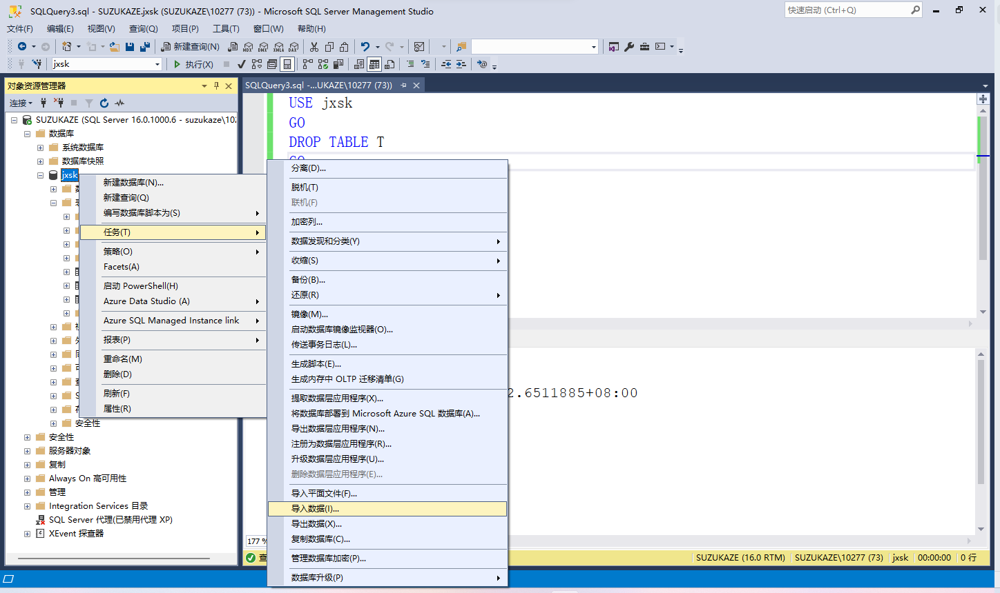 SQLQuery3.sql - SUZUKAZE.jxsk (SUZUKAZE\10277 (73)) - Microsoft SQL Server Management Studio
快速启动 (Ctrl+Q)
文件(F) 编辑(E) 视图(V) 查询(Q) 项目(P) 工具(T) 窗口(W) 帮助(H)
新建查询(N) MDX DMX XMLA DAX
jxsk 执行(X)
对象资源管理器
连接
SUZUKAZE (SQL Server 16.0.1000.6 - suzukaze\10
数据库
系统数据库
数据库快照
jxsk
安全性
安全性
服务器对象
复制
Always On 高可用性
管理
Integration Services 目录
SQL Server 代理(已禁用代理 XP)
XEvent 探查器
SQLQuery3.sql -...UKAZE\10277 (73))
USE jxsk
GO
DROP TABLE T
GO
新建数据库(N)...
新建查询(Q)
编写数据库脚本为(S)
任务(T)
策略(O)
Facets(A)
启动 PowerShell(H)
Azure Data Studio (A)
Azure SQL Managed Instance link
报表(P)
重命名(M)
删除(D)
刷新(F)
属性(R)
分离(D)...
脱机(T)
联机(F)
加密列...
数据发现和分类(Y)
收缩(S)
备份(B)...
还原(R)
镜像(M)...
启动数据库镜像监视器(O)...
传送事务日志(L)...
生成脚本(E)...
生成内存中 OLTP 迁移清单(G)
提取数据层应用程序(X)...
将数据库部署到 Microsoft Azure SQL 数据库(A)...
导出数据层应用程序(N)...
注册为数据层应用程序(R)...
升级数据层应用程序(U)...
删除数据层应用程序(E)...
导入平面文件(F)...
导入数据(I)...
导出数据(X)...
复制数据库(C)...
管理数据库加密(P)...
数据库升级(P)
2.6511885+08:00
177 %
查
SUZUKAZE (16.0 RTM) SUZUKAZE\10277 (73) jxsk 00:00:00 0 行